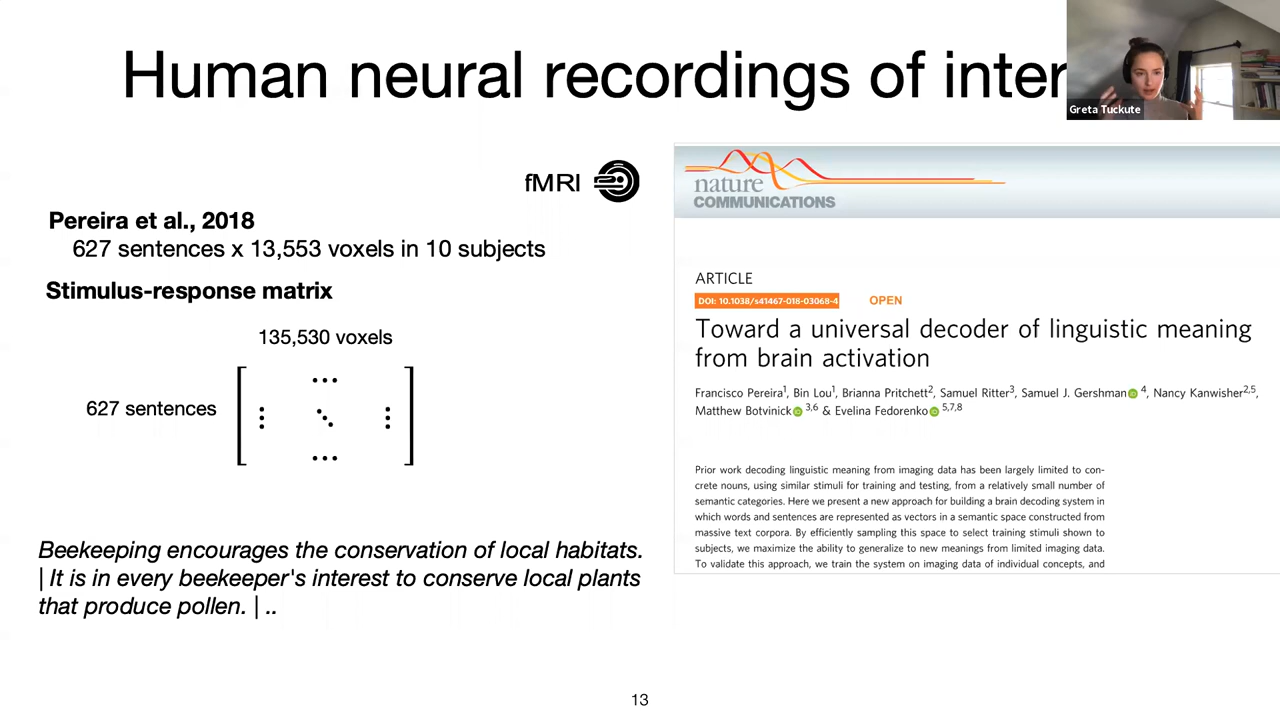 Human neural recordings of inter
Greta Tuckute
fMRI
Pereira et al., 2018
627 sentences x 13,553 voxels in 10 subjects
Stimulus-response matrix
135,530 voxels
627 sentences
Beekeeping encourages the conservation of local habitats.
| It is in every beekeeper's interest to conserve local plants
that produce pollen. | ..
nature
COMMUNICATIONS
ARTICLE
DOI: 10.1038/s41467-018-03068-4 OPEN
Toward a universal decoder of linguistic meaning
from brain activation
Francisco Pereira1, Bin Lou1, Brianna Pritchett2, Samuel Ritter3, Samuel J. Gershman 4, Nancy Kanwisher2,5,
Matthew Botvinick 3,6 & Evelina Fedorenko 5,7,8
Prior work decoding linguistic meaning from imaging data has been largely limited to con-
crete nouns, using similar stimuli for training and testing, from a relatively small number of
semantic categories. Here we present a new approach for building a brain decoding system in
which words and sentences are represented as vectors in a semantic space constructed from
massive text corpora. By efficiently sampling this space to select training stimuli shown to
subjects, we maximize the ability to generalize to new meanings from limited imaging data.
To validate this approach, we train the system on imaging data of individual concepts, and
13